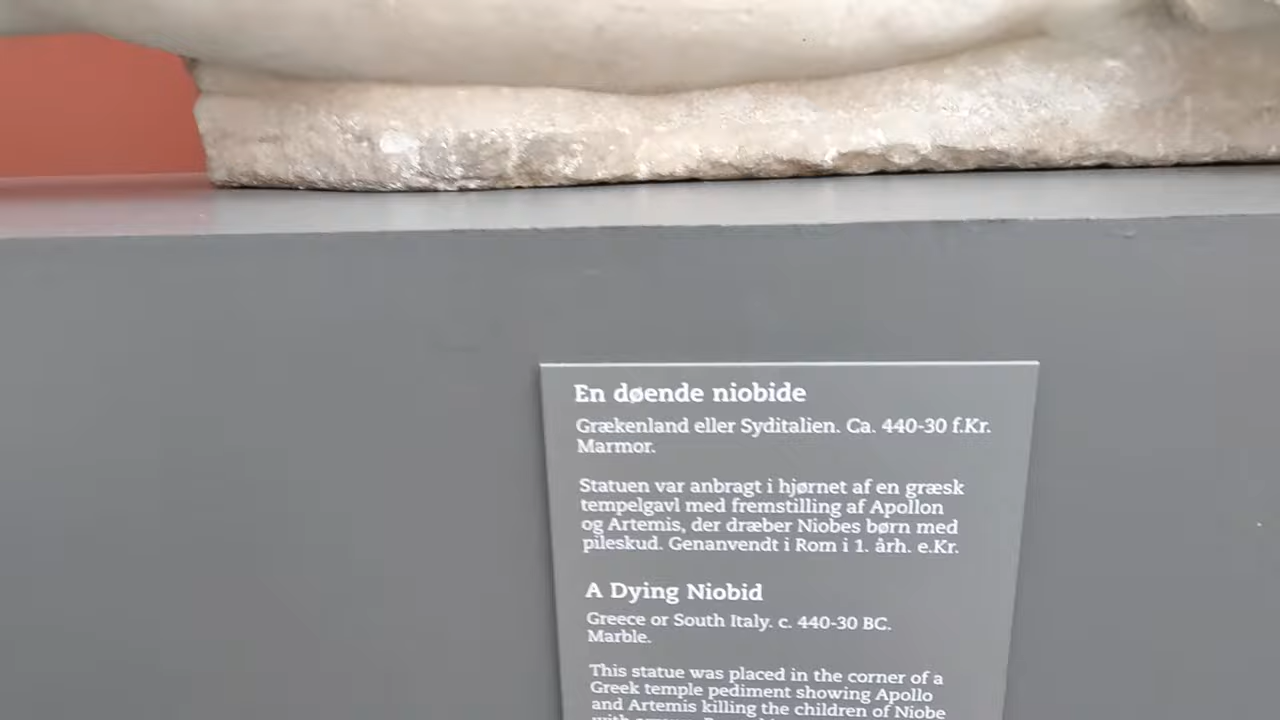 En døende niobide
Grækenland eller Syditalien. Ca. 440-30 f.Kr.
Marmor.
Statuen var anbragt i hjørnet af en græsk
tempelgavl med fremstilling af Apollon
og Artemis, der dræber Niobes børn med
pileskud. Genanvendt i Rom i 1. årh. e.Kr.
A Dying Niobid
Greece or South Italy. c. 440-30 BC.
Marble.
This statue was placed in the corner of a
Greek temple pediment showing Apollo
and Artemis killing the children of Niobe